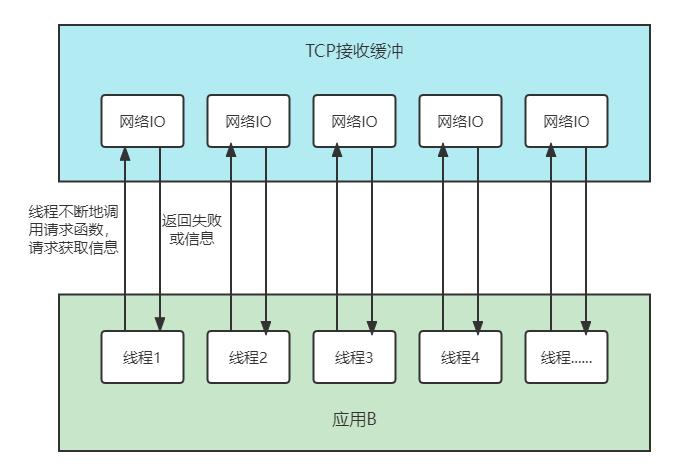 TCP接收缓冲
网络IO
网络IO
网络IO
网络IO
网络IO
线程不断地调
用请求函数，
请求获取信息
返回失败
或信息
线程1
线程2
线程3
线程4
线程......
应用B